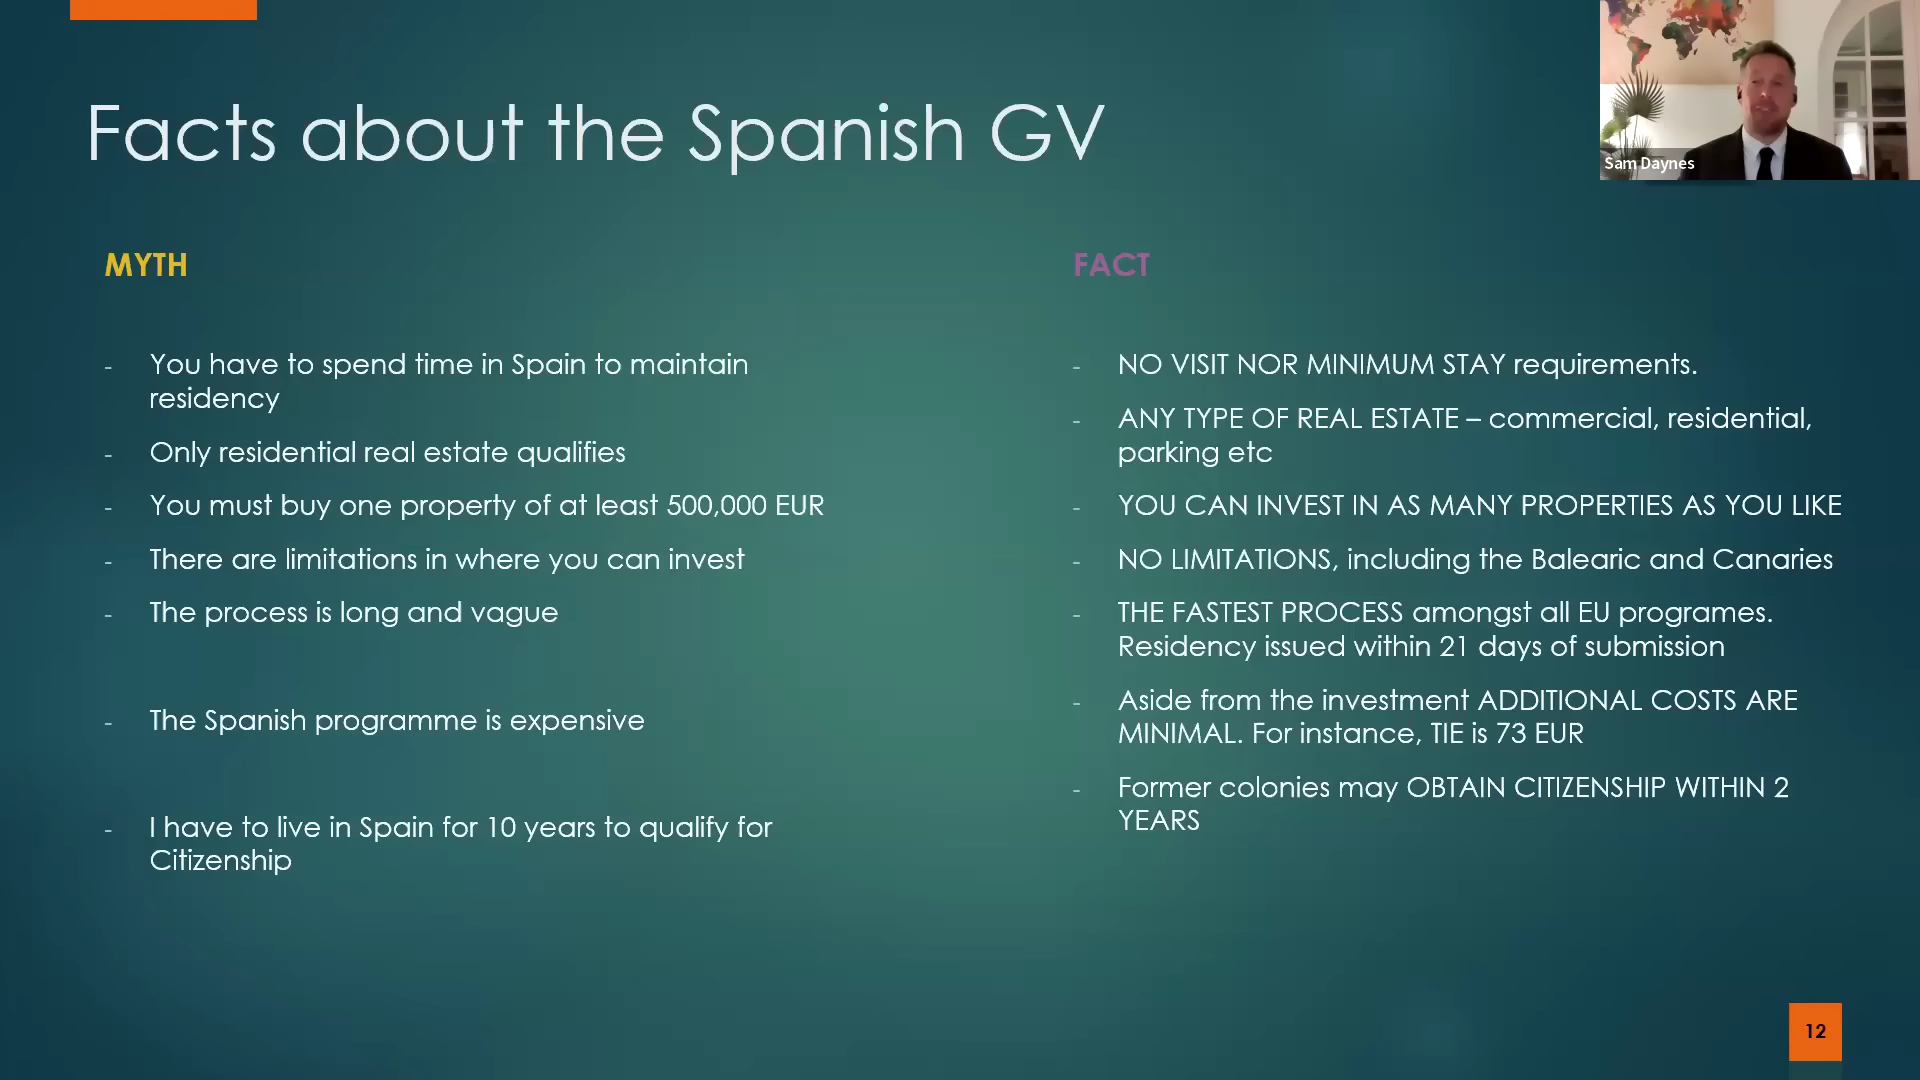 Facts about the Spanish GV
Sam Daynes
MYTH
- You have to spend time in Spain to maintain
residency
- Only residential real estate qualifies
- You must buy one property of at least 500,000 EUR
- There are limitations in where you can invest
- The process is long and vague
- The Spanish programme is expensive
- I have to live in Spain for 10 years to qualify for
Citizenship
FACT
- NO VISIT NOR MINIMUM STAY requirements.
- ANY TYPE OF REAL ESTATE – commercial, residential,
parking etc
- YOU CAN INVEST IN AS MANY PROPERTIES AS YOU LIKE
- NO LIMITATIONS, including the Balearic and Canaries
- THE FASTEST PROCESS amongst all EU programes.
Residency issued within 21 days of submission
- Aside from the investment ADDITIONAL COSTS ARE
MINIMAL. For instance, TIE is 73 EUR
- Former colonies may OBTAIN CITIZENSHIP WITHIN 2
YEARS
12